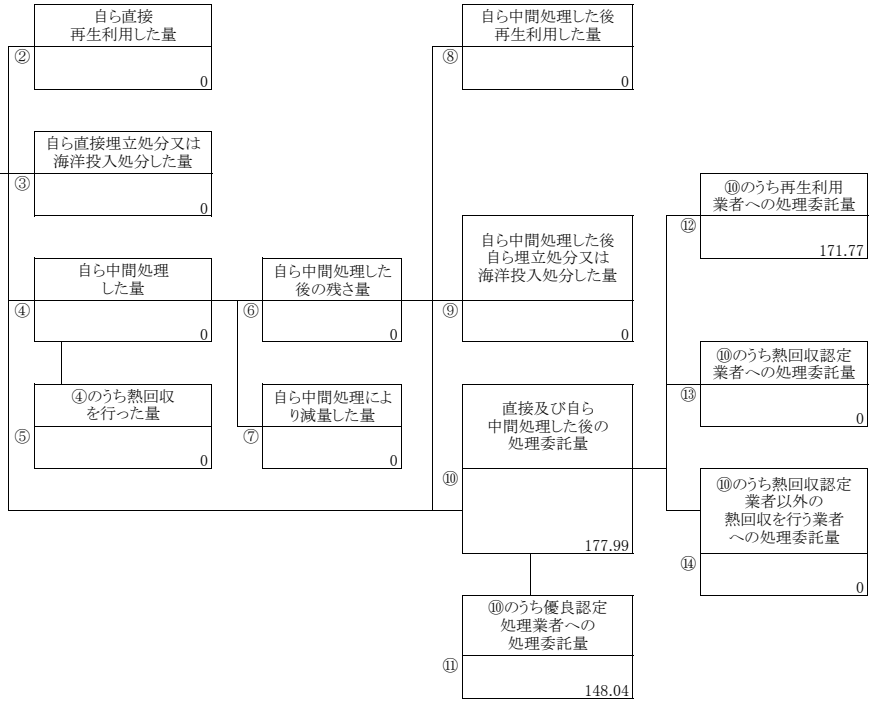 自ら直接
再生利用した量
②
0
自ら直接埋立処分又は
海洋投入処分した量
③
0
自ら中間処理
した量
④
0
④のうち熱回収
を行った量
⑤
0
自ら中間処理した
後の残さ量
⑥
0
自ら中間処理によ
り減量した量
⑦
0
自ら中間処理した後
再生利用した量
⑧
0
自ら中間処理した後
自ら埋立処分又は
海洋投入処分した量
⑨
0
直接及び自ら
中間処理した後の
処理委託量
⑩
177.99
⑩のうち優良認定
処理業者への
処理委託量
⑪
148.04
⑩のうち再生利用
業者への処理委託量
⑫
171.77
⑩のうち熱回収認定
業者への処理委託量
⑬
0
⑩のうち熱回収認定
業者以外の
熱回収を行う業者
への処理委託量
⑭
0